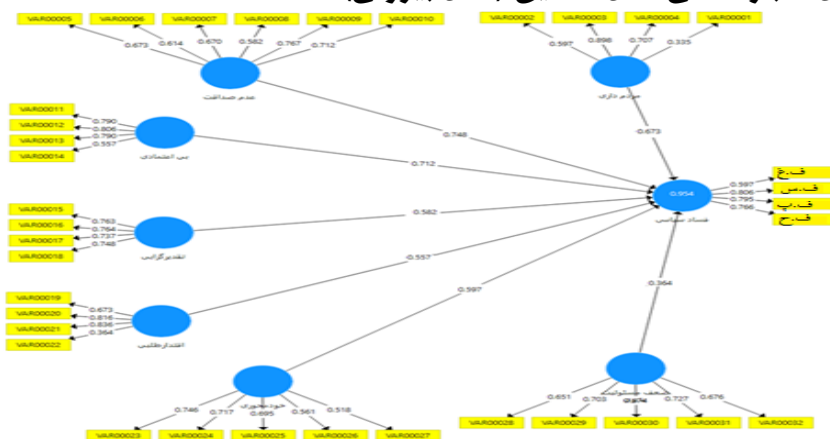 VAR00005 VAR00006 VAR00007 VAR00008 VAR00009 VAR00010
VAR00002 VAR00003 VAR00004 VAR00001
0.673 0.614 0.670 0.582 0.767 0.712
0.597 0.898 0.707 0.335
عدم صداقت
مردم داری
VAR00011
VAR00012
VAR00013
VAR00014
0.790
0.806
0.790
0.557
بی اعتمادی
0.748
0.673
0.712
0.954
فساد سیاسی
0.597
0.806
0.795
0.766
ف.غ
ف.س
ف.پ
ف.ح
VAR00015
VAR00016
VAR00017
VAR00018
0.763
0.764
0.737
0.748
تقدیرگرایی
0.582
0.557
0.597
0.364
VAR00019
VAR00020
VAR00021
VAR00022
0.673
0.816
0.836
0.364
اقتدارطلبی
خودمحوری
0.746 0.717 0.695 0.561 0.518
VAR00023 VAR00024 VAR00025 VAR00026 VAR00027
ضعف مسئولیت
0.651 0.703 0.727 0.676
VAR00028 VAR00029 VAR00030 VAR00031 VAR00032